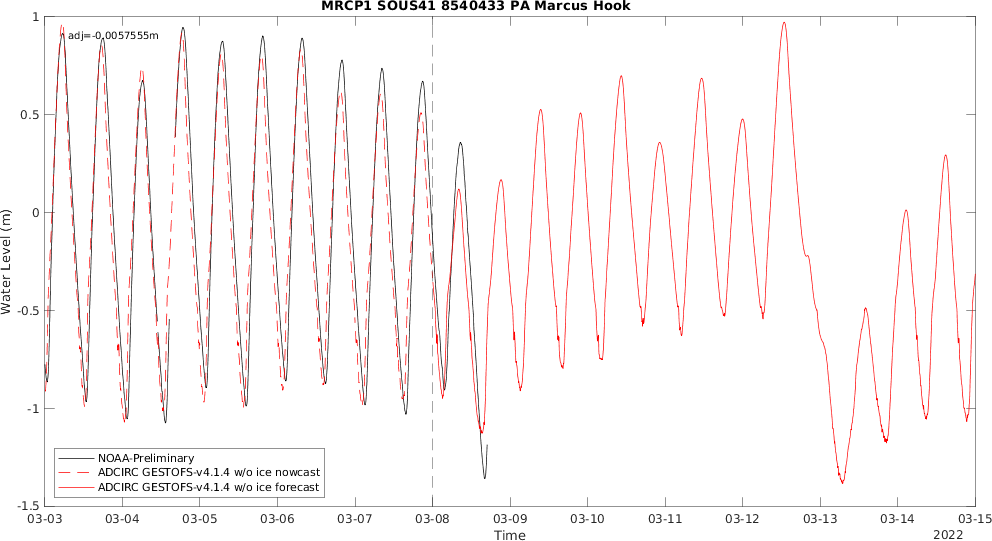 MRCP1 SOUS41 8540433 PA Marcus Hook
adj=-0.0057555m
1
0.5
0
-0.5
-1
-1.5
Water Level (m)
NOAA-Preliminary
ADCIRC GESTOFS-v4.1.4 w/o ice nowcast
ADCIRC GESTOFS-v4.1.4 w/o ice forecast
03-03 03-04 03-05 03-06 03-07 03-08 03-09 03-10 03-11 03-12 03-13 03-14 03-15
Time
2022